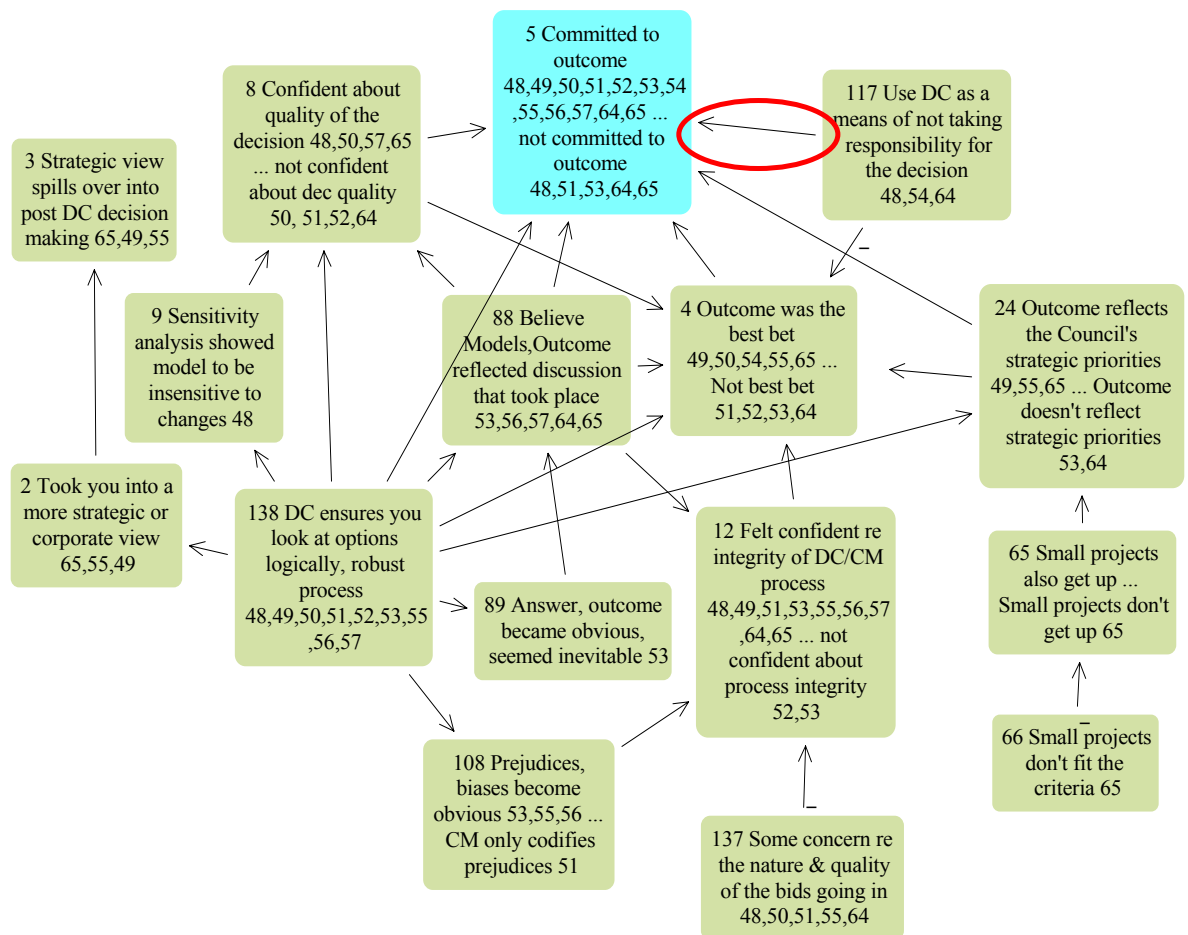 5 Committed to
outcome
48,49,50,51,52,53,54
,55,56,57,64,65 ...
not committed to
outcome
48,51,53,64,65
8 Confident about
quality of the
decision 48,50,57,65
... not confident
about dec quality
50, 51,52,64
117 Use DC as a
means of not taking
responsibility for
the decision
48,54,64
3 Strategic view
spills over into
post DC decision
making 65,49,55
–
9 Sensitivity
analysis showed
model to be
insensitive to
changes 48
88 Believe
Models,Outcome
reflected discussion
that took place
53,56,57,64,65
4 Outcome was the
best bet
49,50,54,55,65 ...
Not best bet
51,52,53,64
24 Outcome reflects
the Council's
strategic priorities
49,55,65 ... Outcome
doesn't reflect
strategic priorities
53,64
2 Took you into a
more strategic or
corporate view
65,55,49
138 DC ensures you
look at options
logically, robust
process
48,49,50,51,52,53,55
,56,57
89 Answer, outcome
became obvious,
seemed inevitable 53
12 Felt confident re
integrity of DC/CM
process
48,49,51,53,55,56,57
,64,65 ... not
confident about
process integrity
52,53
65 Small projects
also get up ...
Small projects don't
get up 65
–
66 Small projects
don't fit the
criteria 65
108 Prejudices,
biases become
obvious 53,55,56 ...
CM only codifies
prejudices 51
–
137 Some concern re
the nature & quality
of the bids going in
48,50,51,55,64